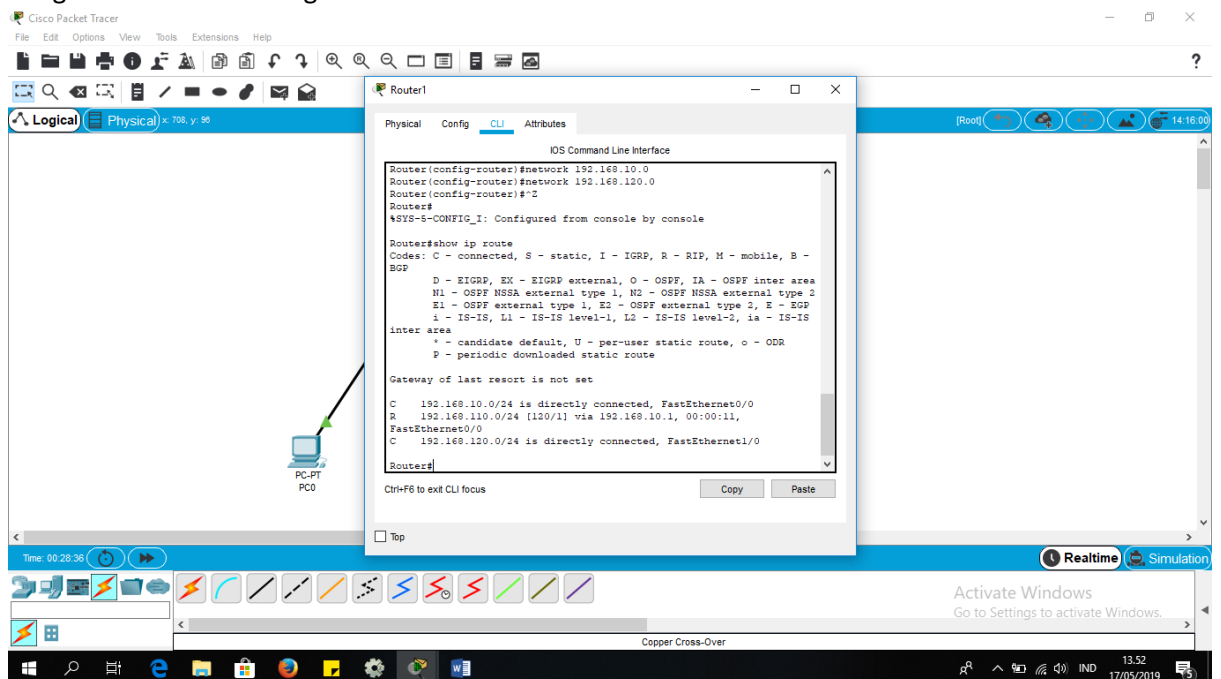 Cisco Packet Tracer
File Edit Options View Tools Extensions Help
?
Router1
Logical Physical x: 708, y: 96
[Root] 14:16:00
Physical Config CLI Attributes
IOS Command Line Interface
Router(config-router)#network 192.168.10.0
Router(config-router)#network 192.168.120.0
Router(config-router)#^Z
Router#
%SYS-5-CONFIG_I: Configured from console by console
Router#show ip route
Codes: C - connected, S - static, I - IGRP, R - RIP, M - mobile, B -
BGP
D - EIGRP, EX - EIGRP external, O - OSPF, IA - OSPF inter area
N1 - OSPF NSSA external type 1, N2 - OSPF NSSA external type 2
E1 - OSPF external type 1, E2 - OSPF external type 2, E - EGP
i - IS-IS, L1 - IS-IS level-1, L2 - IS-IS level-2, ia - IS-IS
inter area
* - candidate default, U - per-user static route, o - ODR
P - periodic downloaded static route
Gateway of last resort is not set
C 192.168.10.0/24 is directly connected, FastEthernet0/0
R 192.168.110.0/24 [120/1] via 192.168.10.1, 00:00:11,
FastEthernet0/0
C 192.168.120.0/24 is directly connected, FastEthernet1/0
Router#
PC-PT
PC0
Ctrl+F6 to exit CLI focus
Copy Paste
Top
Time: 00:28:36
Realtime Simulation
Activate Windows
Go to Settings to activate Windows.
Copper Cross-Over
IND
13.52
17/05/2019